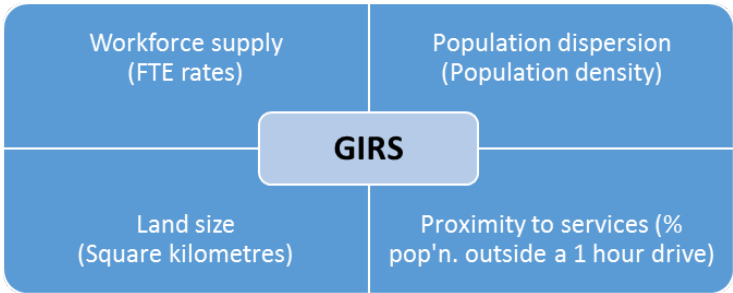 Workforce supply
(FTE rates)
Population dispersion
(Population density)
GIRS
Land size
(Square kilometres)
Proximity to services (%
pop'n. outside a 1 hour drive)